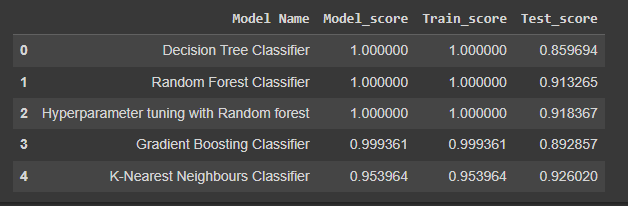 Model Name Model_score Train_score Test_score
0 Decision Tree Classifier 1.000000 1.000000 0.859694
1 Random Forest Classifier 1.000000 1.000000 0.913265
2 Hyperparameter tuning with Random forest 1.000000 1.000000 0.918367
3 Gradient Boosting Classifier 0.999361 0.999361 0.892857
4 K-Nearest Neighbours Classifier 0.953964 0.953964 0.926020